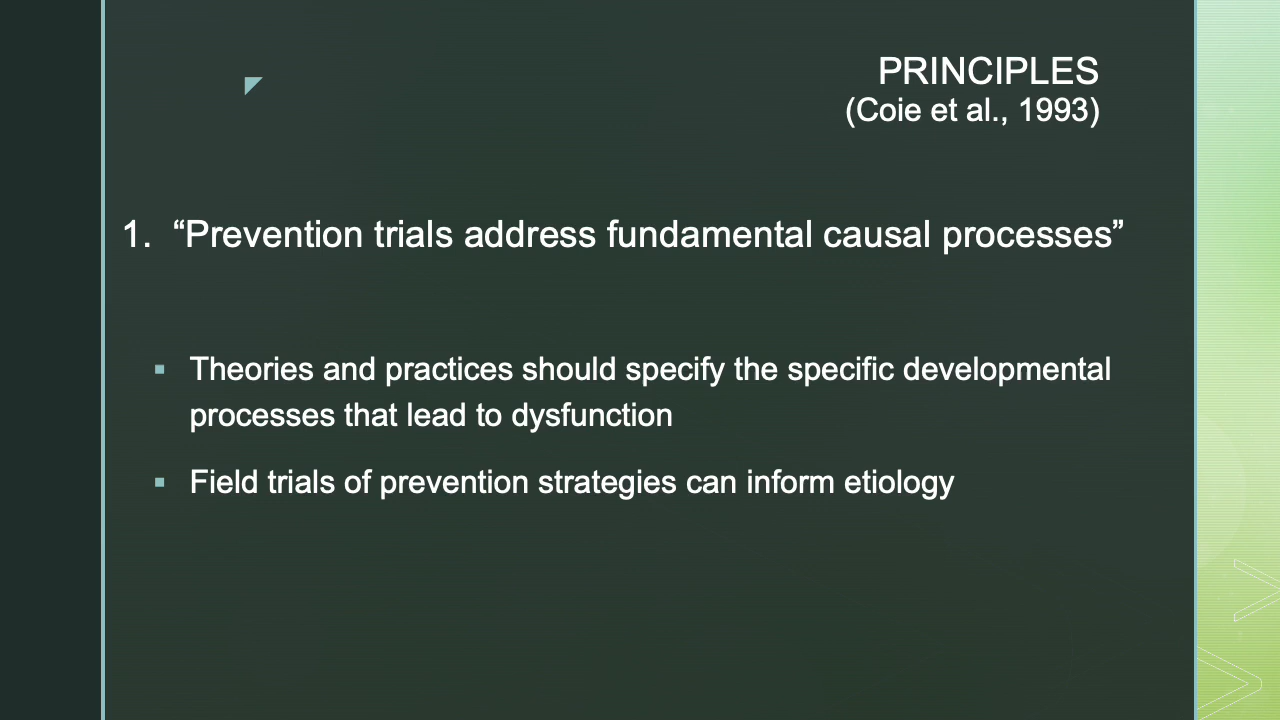 PRINCIPLES
(Coie et al., 1993)
1. “Prevention trials address fundamental causal processes”
▪ Theories and practices should specify the specific developmental
processes that lead to dysfunction
▪ Field trials of prevention strategies can inform etiology